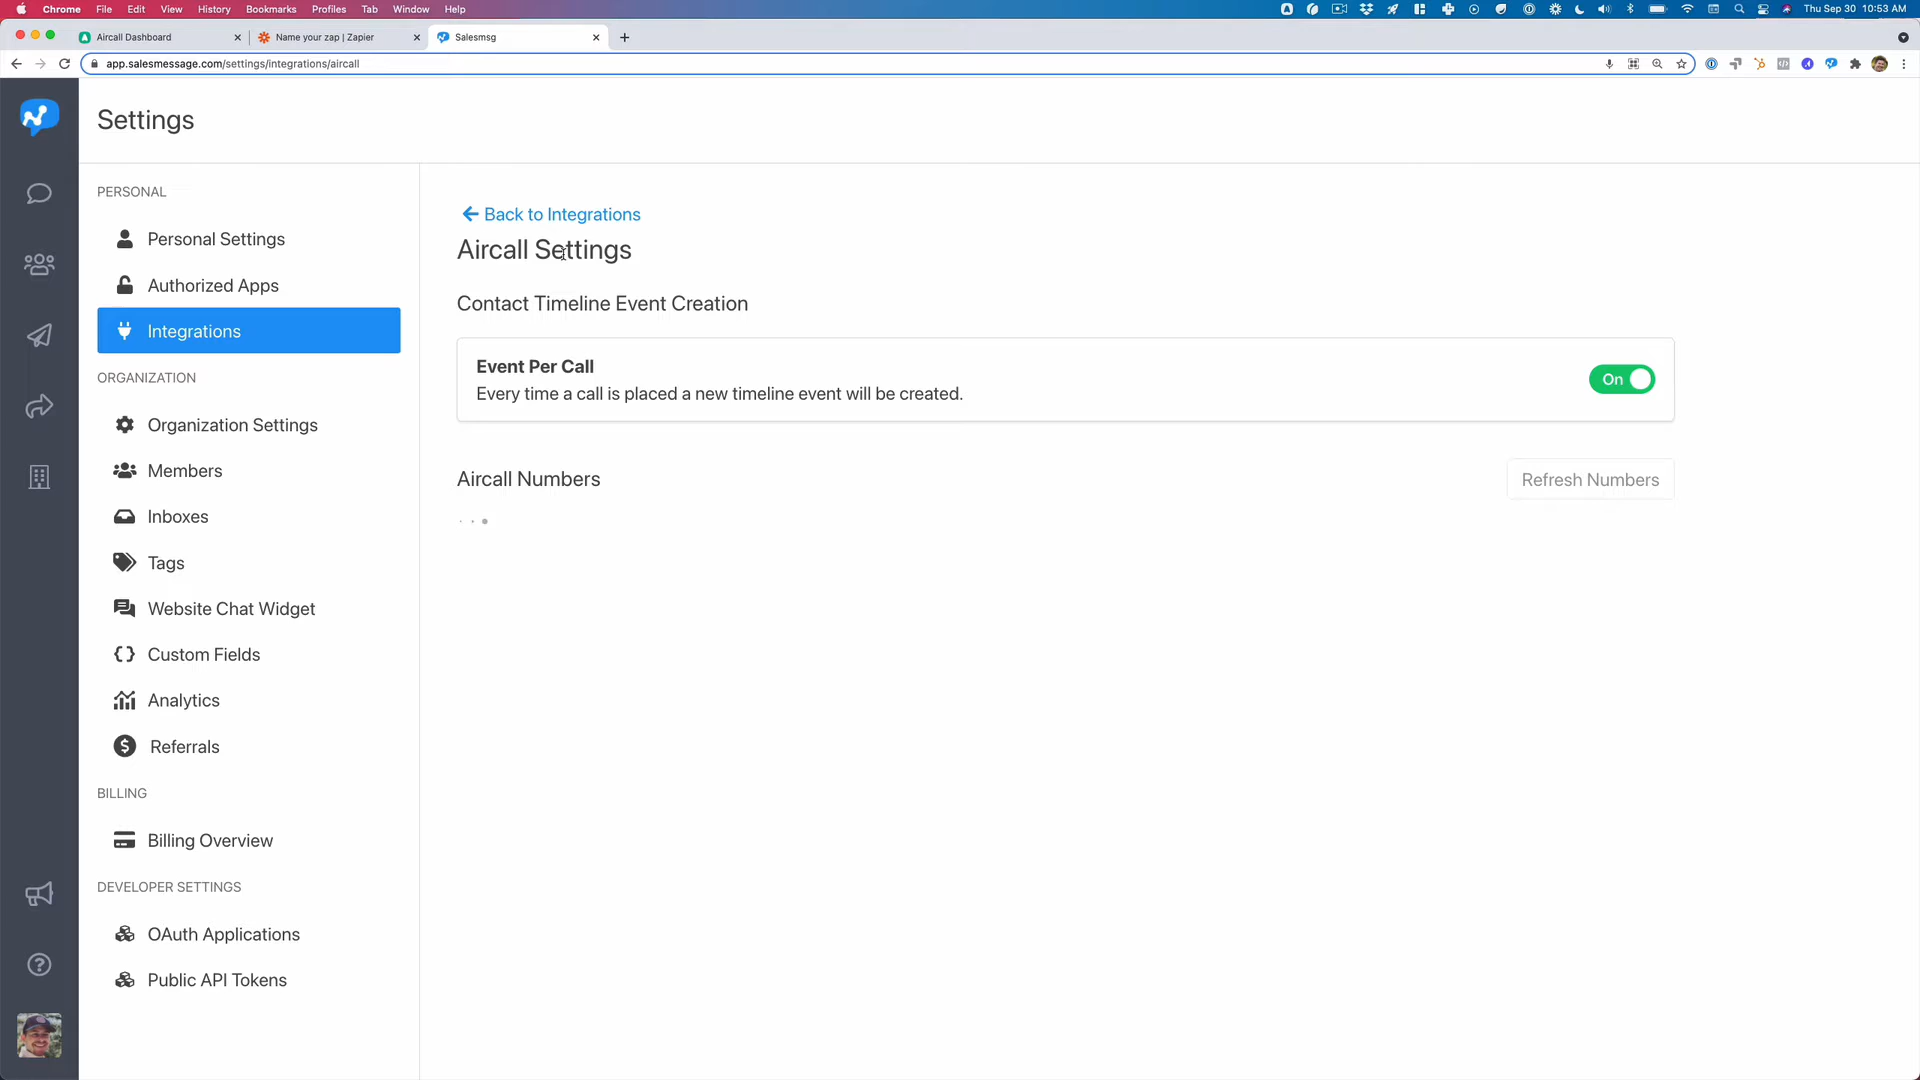 Chrome File Edit View History Bookmarks Profiles Tab Window Help Thu Sep 30 10:53 AM
Aircall Dashboard Name your zap | Zapier Salesmsg
app.salesmessage.com/settings/integrations/aircall
Settings
PERSONAL
Personal Settings
Authorized Apps
Integrations
ORGANIZATION
Organization Settings
Members
Inboxes
Tags
Website Chat Widget
Custom Fields
Analytics
Referrals
BILLING
Billing Overview
DEVELOPER SETTINGS
OAuth Applications
Public API Tokens
Back to Integrations
Aircall Settings
Contact Timeline Event Creation
Event Per Call
Every time a call is placed a new timeline event will be created.
On
Aircall Numbers
Refresh Numbers